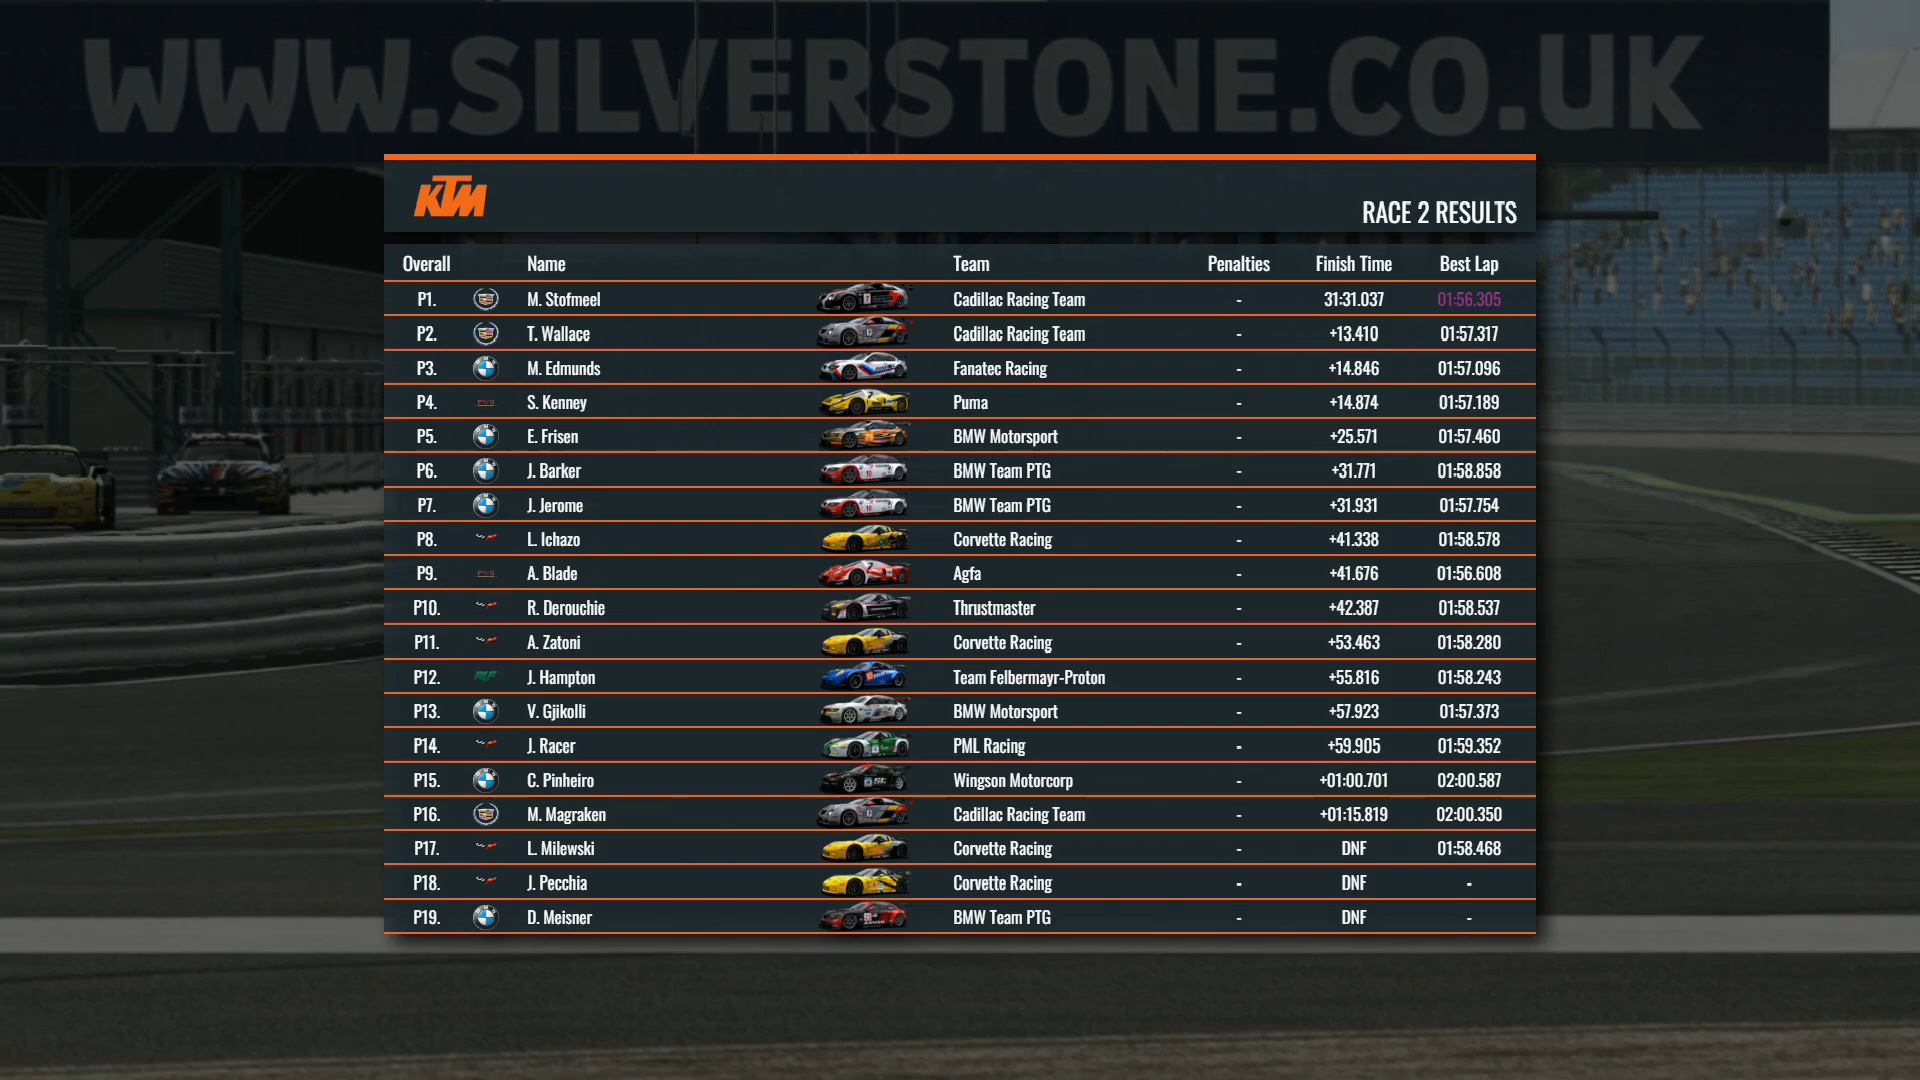 WWW.SILVERSTONE.CO.UK
KTM
RACE 2 RESULTS
Overall Name Team Penalties Finish Time Best Lap
P1. M. Stofmeel Cadillac Racing Team - 31:31.037 01:56.305
P2. T. Wallace Cadillac Racing Team - +13.410 01:57.317
P3. M. Edmunds Fanatec Racing - +14.846 01:57.096
P4. S. Kenney Puma - +14.874 01:57.189
P5. E. Frisen BMW Motorsport - +25.571 01:57.460
P6. J. Barker BMW Team PTG - +31.771 01:58.858
P7. J. Jerome BMW Team PTG - +31.931 01:57.754
P8. L. Ichazo Corvette Racing - +41.338 01:58.578
P9. A. Blade Agfa - +41.676 01:56.608
P10. R. Derouchie Thrustmaster - +42.387 01:58.537
P11. A. Zatoni Corvette Racing - +53.463 01:58.280
P12. RUF J. Hampton Team Felbermayr-Proton - +55.816 01:58.243
P13. V. Gjikolli BMW Motorsport - +57.923 01:57.373
P14. J. Racer PML Racing - +59.905 01:59.352
P15. C. Pinheiro Wingson Motorcorp - +01:00.701 02:00.587
P16. M. Magraken Cadillac Racing Team - +01:15.819 02:00.350
P17. L. Milewski Corvette Racing - DNF 01:58.468
P18. J. Pecchia Corvette Racing - DNF -
P19. D. Meisner BMW Team PTG - DNF -